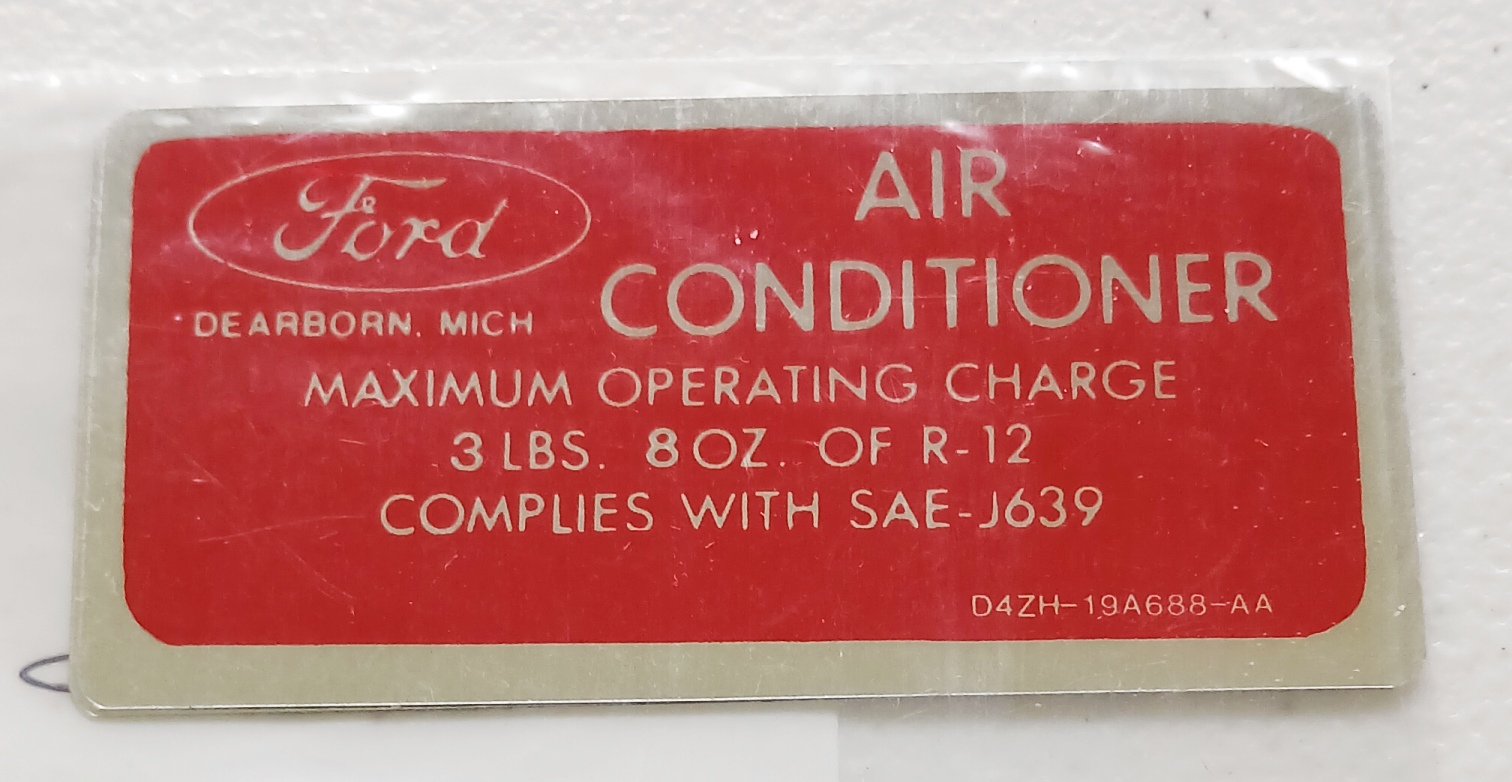 Ford
DEARBORN, MICH
AIR
CONDITIONER
MAXIMUM OPERATING CHARGE
3 LBS. 8 OZ. OF R-12
COMPLIES WITH SAE-J639
D4ZH-19A688-AA